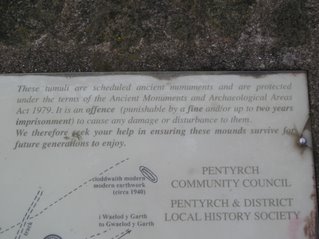 These tumuli are scheduled ancient monuments and are protected
under the terms of the Ancient Monuments and Archaeological Areas
Act 1979. It is an offence (punishable by a fine and/or up to two years
imprisonment) to cause any damage or disturbance to them.
We therefore seek your help in ensuring these mounds survive for
future generations to enjoy.
cloddwaith modern
modern earthwork
(circa 1940)
i Waelod y Garth
to Gwaelod y Garth
PENTYRCH
COMMUNITY COUNCIL
PENTYRCH & DISTRICT
LOCAL HISTORY SOCIETY